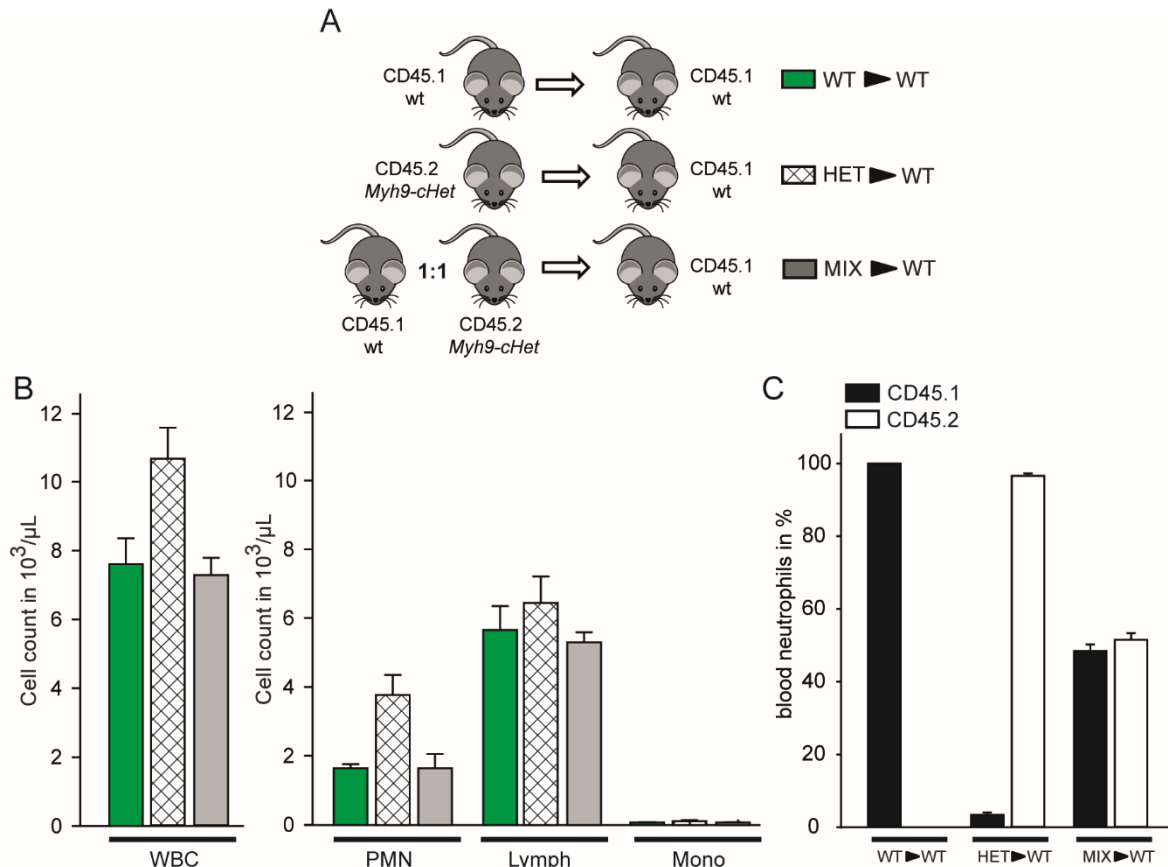 A
CD45.1
wt
CD45.1
wt
WT ► WT
CD45.2
Myh9-cHet
CD45.1
wt
HET ► WT
1:1
CD45.1
wt
MIX ► WT
CD45.1
wt
CD45.2
Myh9-cHet
B
Cell count in 10³/µL
12
10
8
6
4
2
0
WBC
Cell count in 10³/µL
12
10
8
6
4
2
0
PMN
Lymph
Mono
C
CD45.1
CD45.2
blood neutrophils in %
100
80
60
40
20
0
WT►WT
HET►WT
MIX►WT